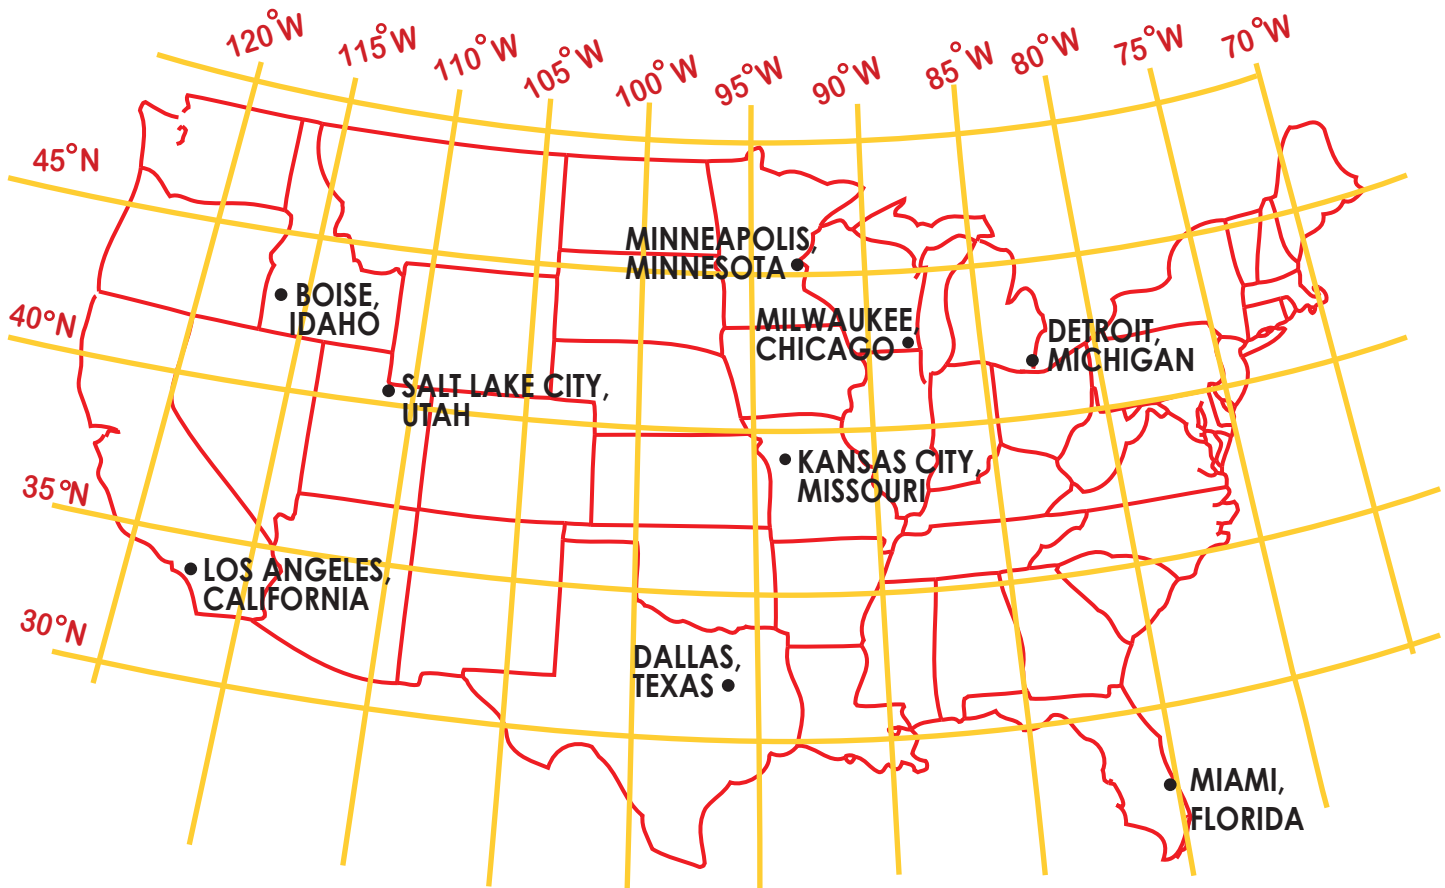 120°W
115°W
110°W
105°W
100°W
95°W
90°W
85°W
80°W
75°W
70°W
45°N
40°N
35°N
30°N
MINNEAPOLIS,
MINNESOTA
BOISE,
IDAHO
MILWAUKEE,
CHICAGO
DETROIT,
MICHIGAN
SALT LAKE CITY,
UTAH
KANSAS CITY,
MISSOURI
LOS ANGELES,
CALIFORNIA
DALLAS,
TEXAS
MIAMI,
FLORIDA